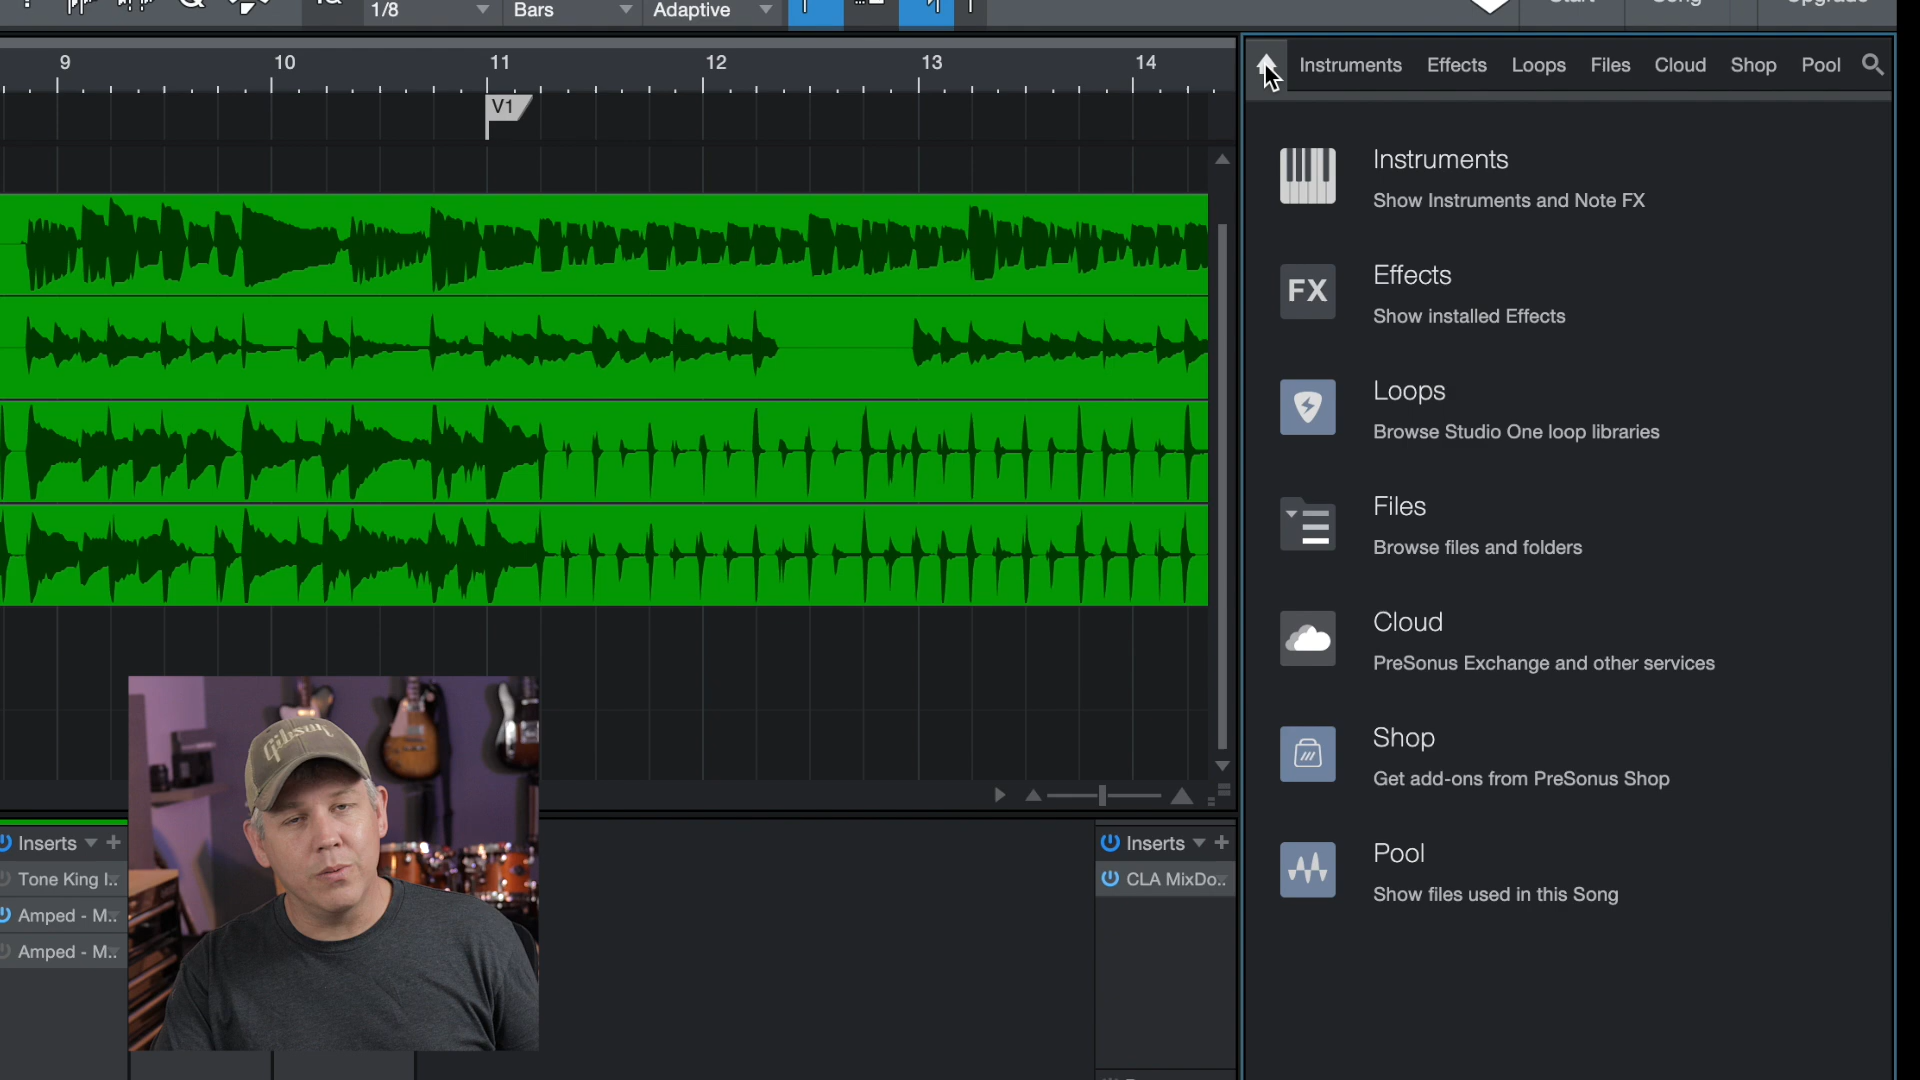 1/8
Bars
Adaptive
9
10
11
12
13
14
V1
Instruments
Effects
Loops
Files
Cloud
Shop
Pool
Instruments
Show Instruments and Note FX
FX
Effects
Show installed Effects
Loops
Browse Studio One loop libraries
Files
Browse files and folders
Cloud
PreSonus Exchange and other services
Shop
Get add-ons from PreSonus Shop
Pool
Show files used in this Song
Gibson
Inserts
Tone King I..
Amped - M..
Amped - M..
Inserts
CLA MixDo..